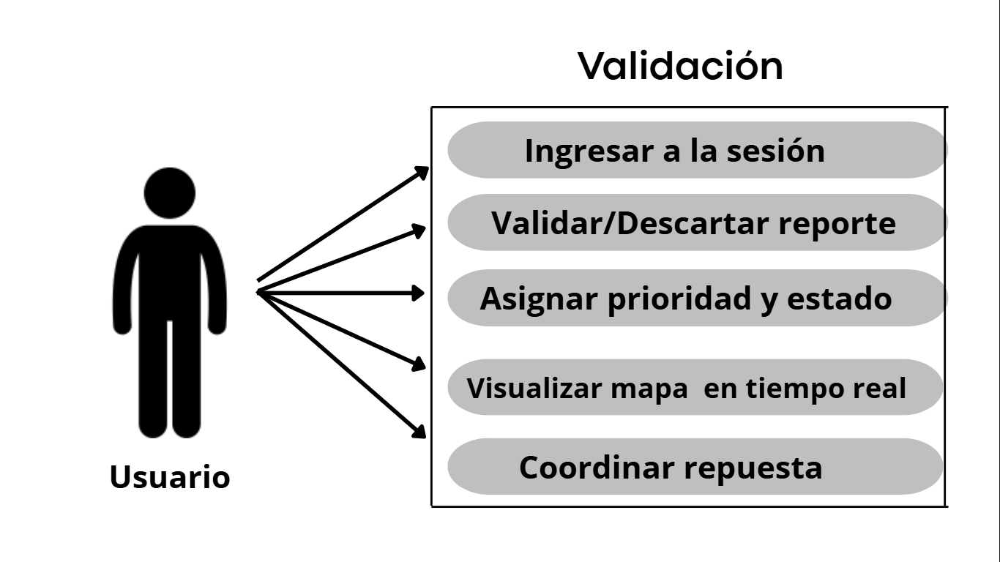 Validación
Ingresar a la sesión
Validar/Descartar reporte
Asignar prioridad y estado
Visualizar mapa  en tiempo real
Coordinar repuesta
Usuario